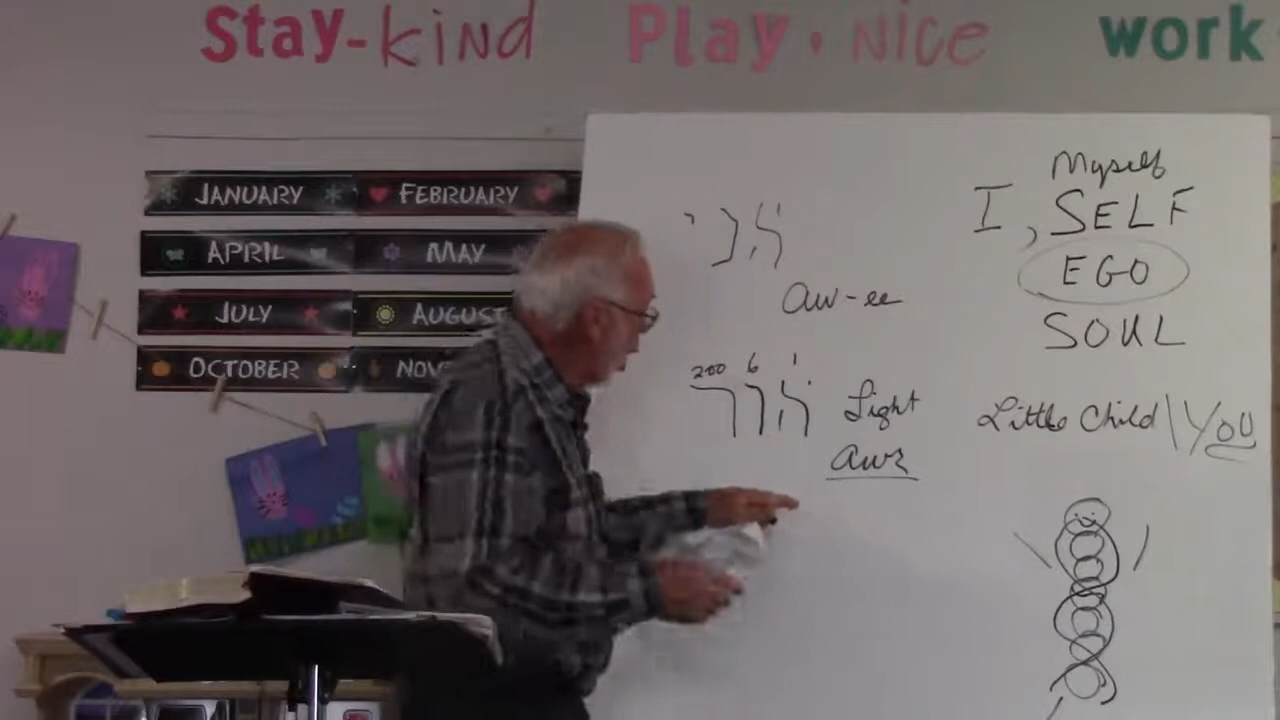 Stay-kind Play · nice work
JANUARY FEBRUARY
APRIL MAY
JULY AUGUST
OCTOBER NOV
אני
aw-ee
200 6 1
אור Light
awr
Myself
I, SELF
EGO
SOUL
Little Child \ YOU